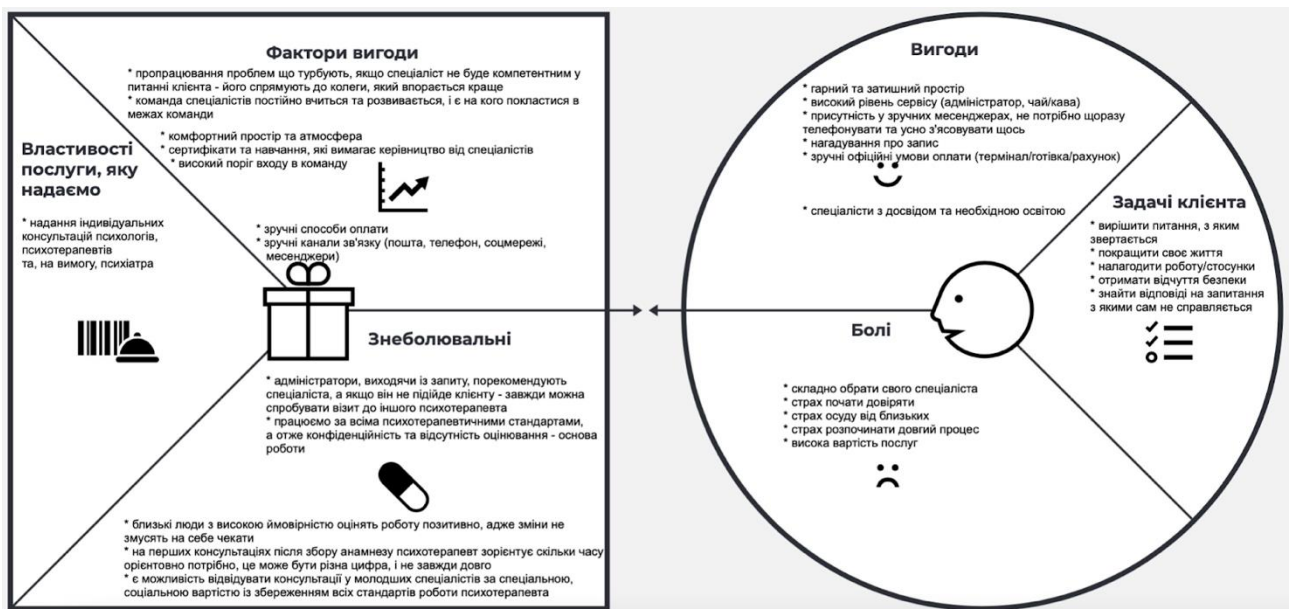 Фактори вигоди
* пропрацювання проблем що турбують, якщо спеціаліст не буде компетентним у
питанні клієнта - його спрямують до колеги, який впорається краще
* команда спеціалістів постійно вчиться та розвивається, і є на кого покластися в
межах команди
* комфортний простір та атмосфера
* сертифікати та навчання, які вимагає керівництво від спеціалістів
* високий поріг входу в команду
* зручні способи оплати
* зручні канали зв'язку (пошта, телефон, соцмережі,
месенджери)
Властивості
послуги, яку
надаємо
* надання індивідуальних
консультацій психологів,
психотерапевтів
та, на вимогу, психіатра
Знеболювальні
* адміністратори, виходячи із запиту, порекомендують
спеціаліста, а якщо він не підійде клієнту - завжди можна
спробувати візит до іншого психотерапевта
* працюємо за всіма психотерапевтичними стандартами,
а отже конфіденційність та відсутність оцінювання - основа
роботи
* близькі люди з високою ймовірністю оцінять роботу позитивно, адже зміни не
змусять на себе чекати
* на перших консультаціях після збору анамнезу психотерапевт зорієнтує скільки часу
орієнтовно потрібно, це може бути різна цифра, і не завжди довго
* є можливість відвідувати консультації у молодших спеціалістів за спеціальною,
соціальною вартістю із збереженням всіх стандартів роботи психотерапевта
Вигоди
* гарний та затишний простір
* високий рівень сервісу (адміністратор, чай/кава)
* присутність у зручних месенджерах, не потрібно щоразу
телефонувати та усно з'ясовувати щось
* нагадування про запис
* зручні офіційні умови оплати (термінал/готівка/рахунок)
* спеціалісти з досвідом та необхідною освітою
Задачі клієнта
* вирішити питання, з яким
звертається
* покращити своє життя
* налагодити роботу/стосунки
* отримати відчуття безпеки
* знайти відповіді на запитання
з якими сам не справляється
Болі
* складно обрати свого спеціаліста
* страх почати довіряти
* страх осуду від близьких
* страх розпочинати довгий процес
* висока вартість послуг